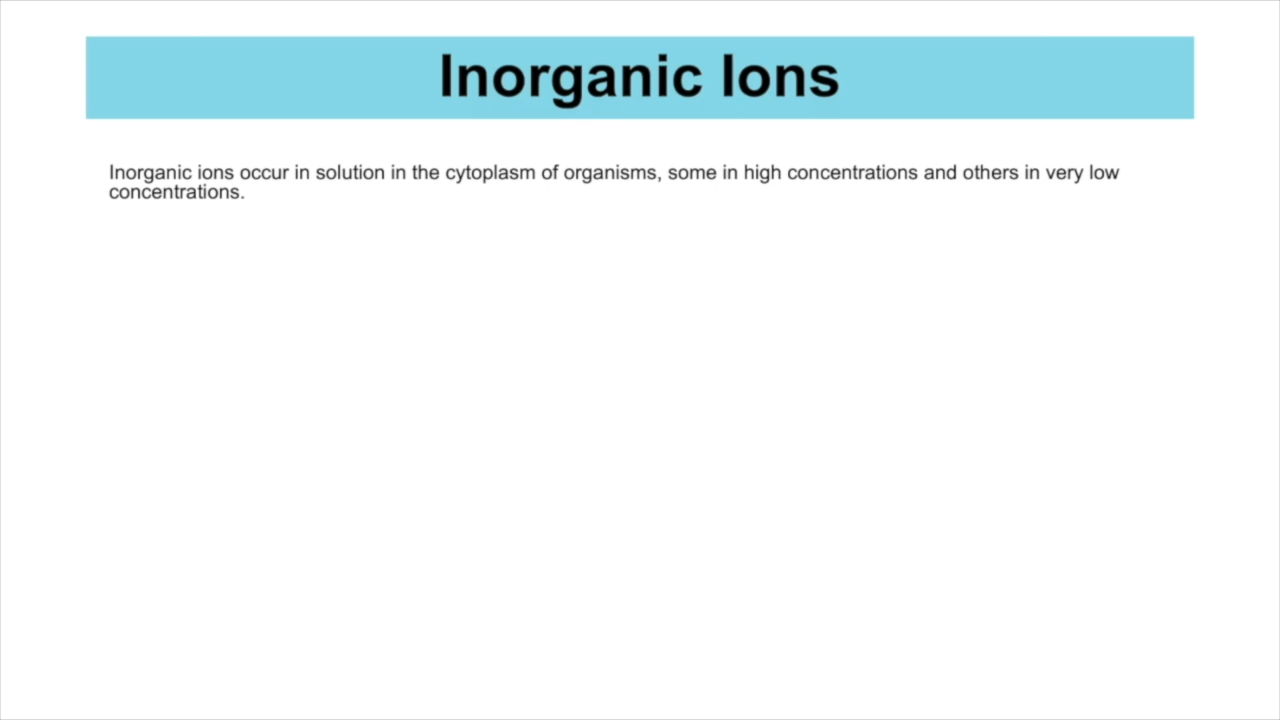 Inorganic Ions
Inorganic ions occur in solution in the cytoplasm of organisms, some in high concentrations and others in very low
concentrations.